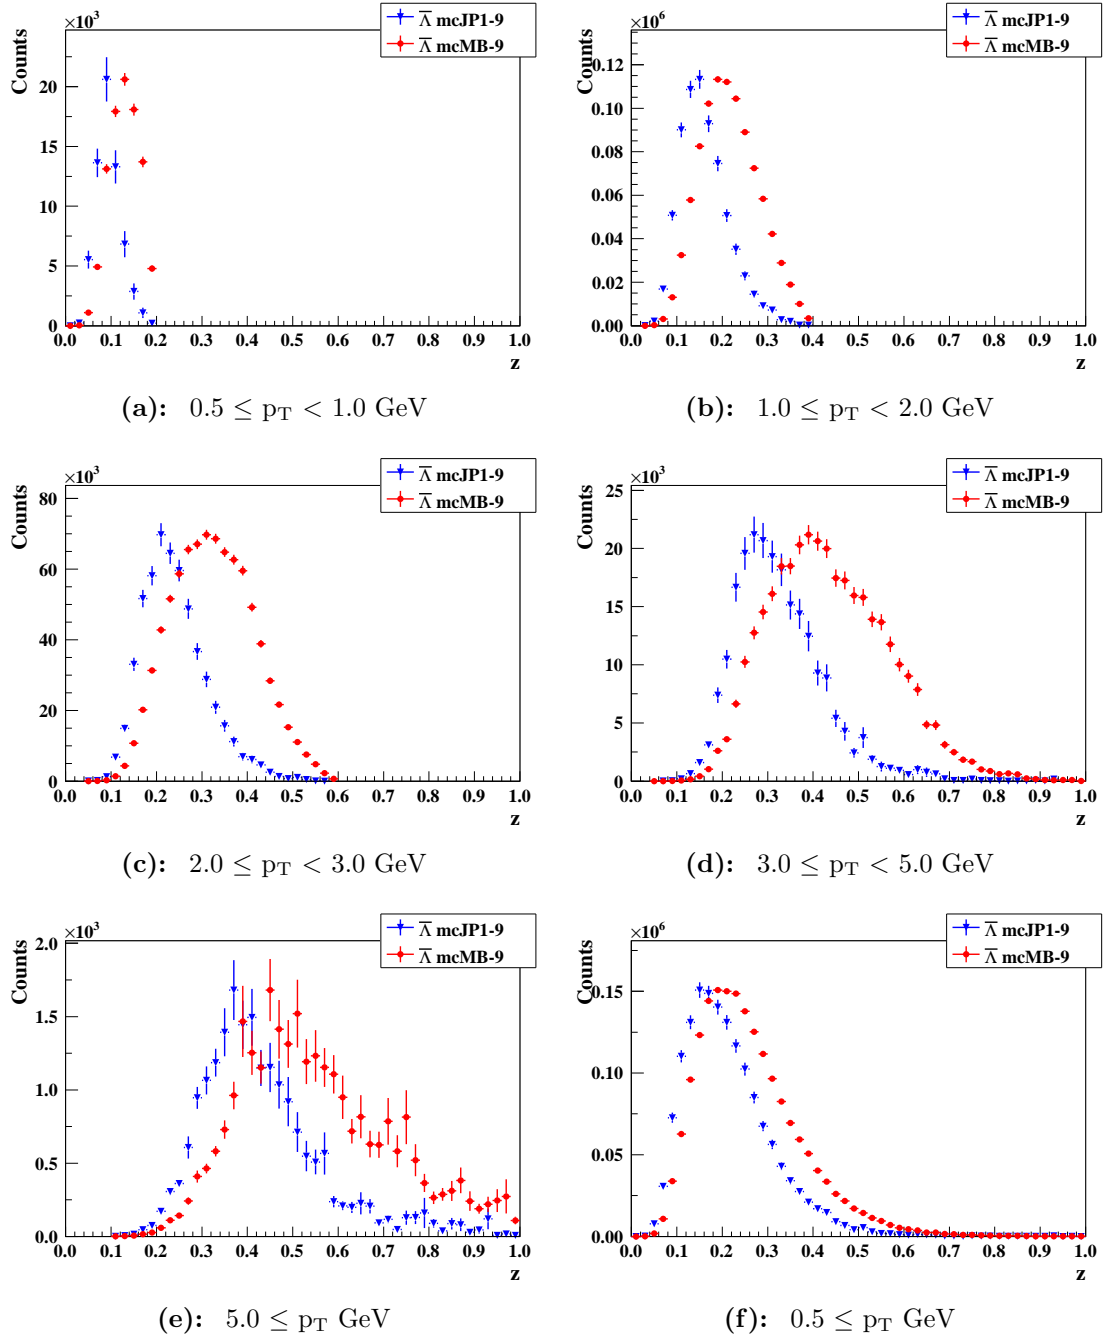 ×10³
Λ̅ mcJP1-9
Λ̅ mcMB-9
Counts
20
15
10
5
0
0.0 0.1 0.2 0.3 0.4 0.5 0.6 0.7 0.8 0.9 1.0
z
(a): 0.5 ≤ p_T < 1.0 GeV
×10⁶
Λ̅ mcJP1-9
Λ̅ mcMB-9
Counts
0.12
0.10
0.08
0.06
0.04
0.02
0.00
0.0 0.1 0.2 0.3 0.4 0.5 0.6 0.7 0.8 0.9 1.0
z
(b): 1.0 ≤ p_T < 2.0 GeV
×10³
Λ̅ mcJP1-9
Λ̅ mcMB-9
Counts
80
60
40
20
0
0.0 0.1 0.2 0.3 0.4 0.5 0.6 0.7 0.8 0.9 1.0
z
(c): 2.0 ≤ p_T < 3.0 GeV
×10³
Λ̅ mcJP1-9
Λ̅ mcMB-9
Counts
25
20
15
10
5
0
0.0 0.1 0.2 0.3 0.4 0.5 0.6 0.7 0.8 0.9 1.0
z
(d): 3.0 ≤ p_T < 5.0 GeV
×10³
Λ̅ mcJP1-9
Λ̅ mcMB-9
Counts
2.0
1.5
1.0
0.5
0.0
0.0 0.1 0.2 0.3 0.4 0.5 0.6 0.7 0.8 0.9 1.0
z
(e): 5.0 ≤ p_T GeV
×10⁶
Λ̅ mcJP1-9
Λ̅ mcMB-9
Counts
0.15
0.10
0.05
0.00
0.0 0.1 0.2 0.3 0.4 0.5 0.6 0.7 0.8 0.9 1.0
z
(f): 0.5 ≤ p_T GeV